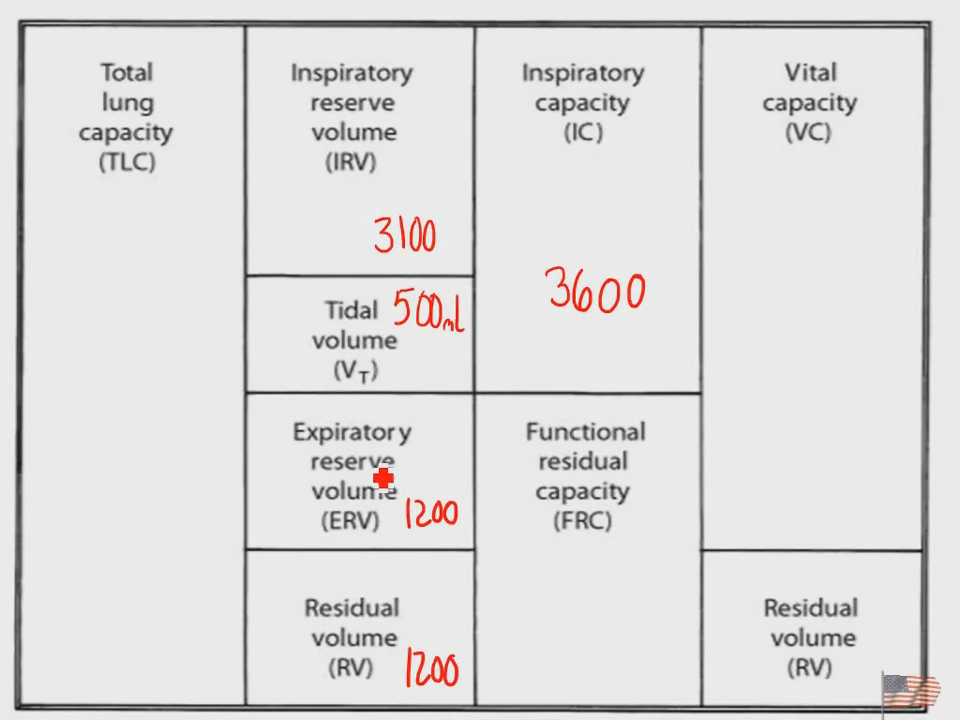 Total
lung
capacity
(TLC)
Inspiratory
reserve
volume
(IRV)
3100
Tidal
volume
(VT)
500ml
Expiratory
reserve
volume
(ERV)
1200
Residual
volume
(RV)
1200
Inspiratory
capacity
(IC)
3600
Functional
residual
capacity
(FRC)
Vital
capacity
(VC)
Residual
volume
(RV)